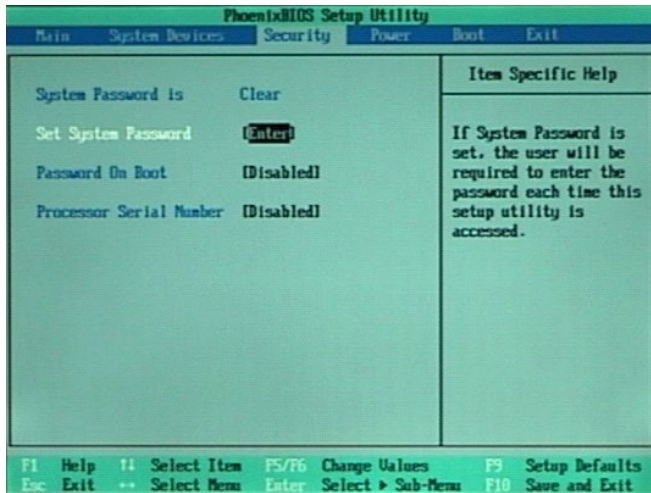 PhoenixBIOS Setup Utility
Main System Devices Security Power Boot Exit
Item Specific Help
System Password is Clear
Set System Password [Enter]
Password On Boot [Disabled]
Processor Serial Number [Disabled]
If System Password is
set, the user will be
required to enter the
password each time this
setup utility is
accessed.
F1 Help ↑↓ Select Item F5/F6 Change Values F9 Setup Defaults
Esc Exit ↔ Select Menu Enter Select ▶ Sub-Menu F10 Save and Exit